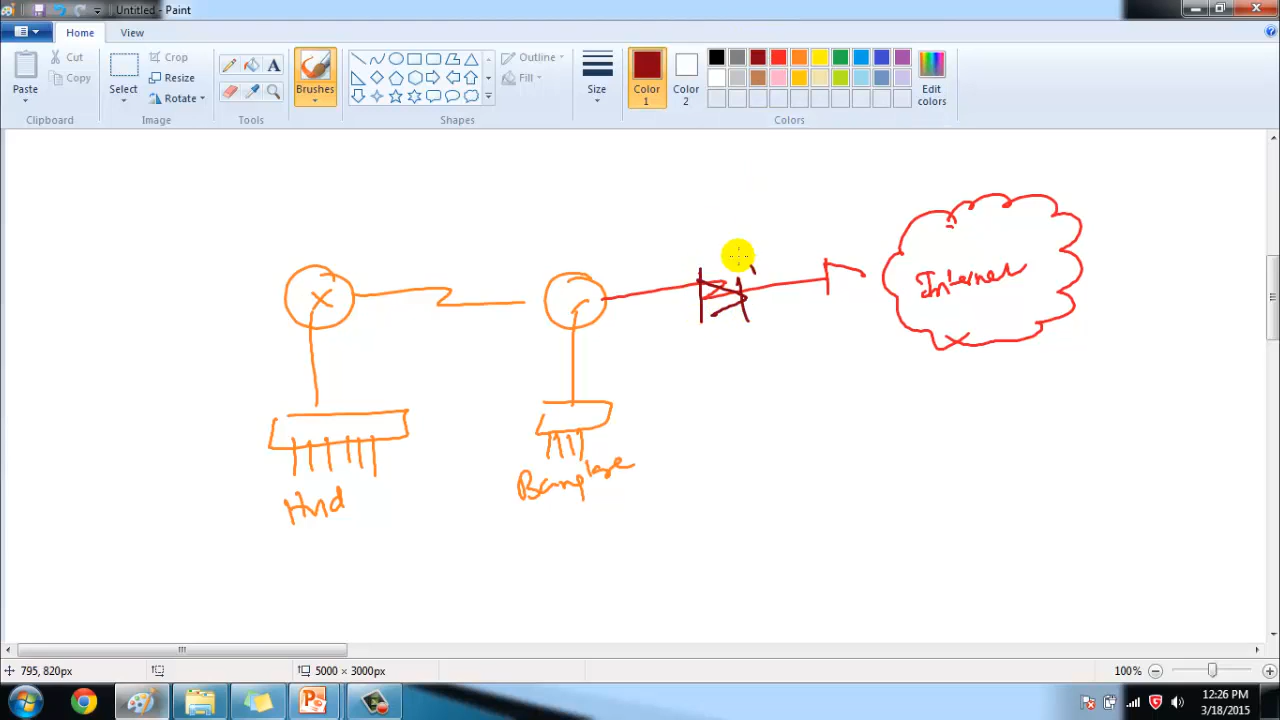 Untitled - Paint
Home
View
Paste
Cut
Copy
Clipboard
Select
Crop
Resize
Rotate
Image
A
Tools
Brushes
Outline
Fill
Shapes
Size
Color
1
Color
2
Edit
colors
Colors
Internet
Hnd
795, 820px
5000 × 3000px
100%
12:26 PM
3/18/2015